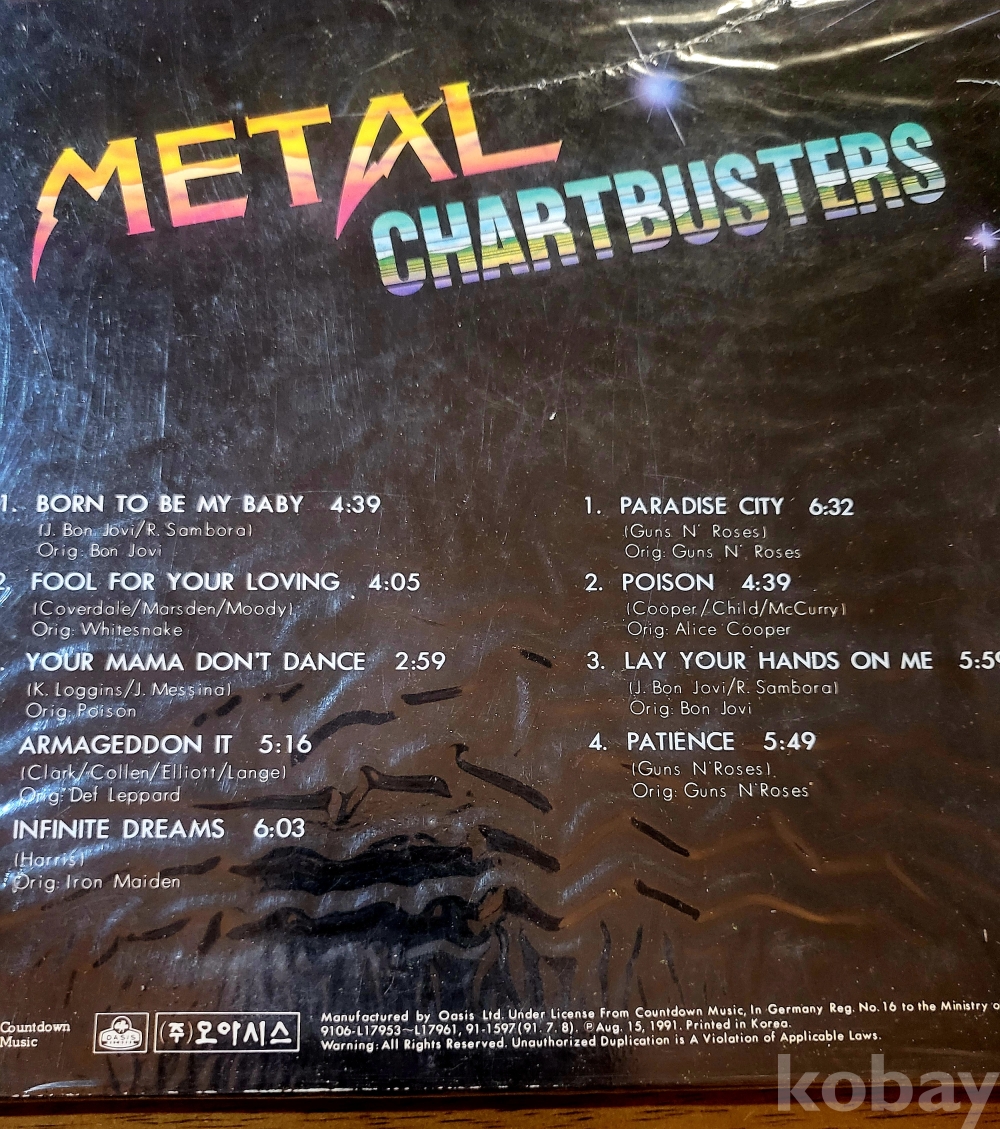 METAL
CHARTBUSTERS
1. BORN TO BE MY BABY 4:39
(J. Bon Jovi/R. Sambora)
Orig: Bon Jovi
2. FOOL FOR YOUR LOVING 4:05
(Coverdale/Marsden/Moody)
Orig: Whitesnake
. YOUR MAMA DON'T DANCE 2:59
(K. Loggins/J. Messina)
Orig: Poison
ARMAGEDDON IT 5:16
(Clark/Collen/Elliott/Lange)
Orig: Def Leppard
INFINITE DREAMS 6:03
(Harris)
Orig: Iron Maiden
1. PARADISE CITY 6:32
(Guns N' Roses)
Orig: Guns N' Roses
2. POISON 4:39
(Cooper/Child/McCurry)
Orig: Alice Cooper
3. LAY YOUR HANDS ON ME 5:59
(J. Bon Jovi/R. Sambora)
Orig: Bon Jovi
4. PATIENCE 5:49
(Guns N'Roses)
Orig: Guns N'Roses
Countdown
Music
OASIS
(주)오아시스
Manufactured by Oasis Ltd. Under License From Countdown Music, In Germany Reg. No. 16 to the Ministry o
9106-L17953~L17961, 91-1597(91. 7. 8). ℗Aug. 15, 1991. Printed in Korea.
Warning: All Rights Reserved. Unauthorized Duplication is A Violation of Applicable Laws.
kobay